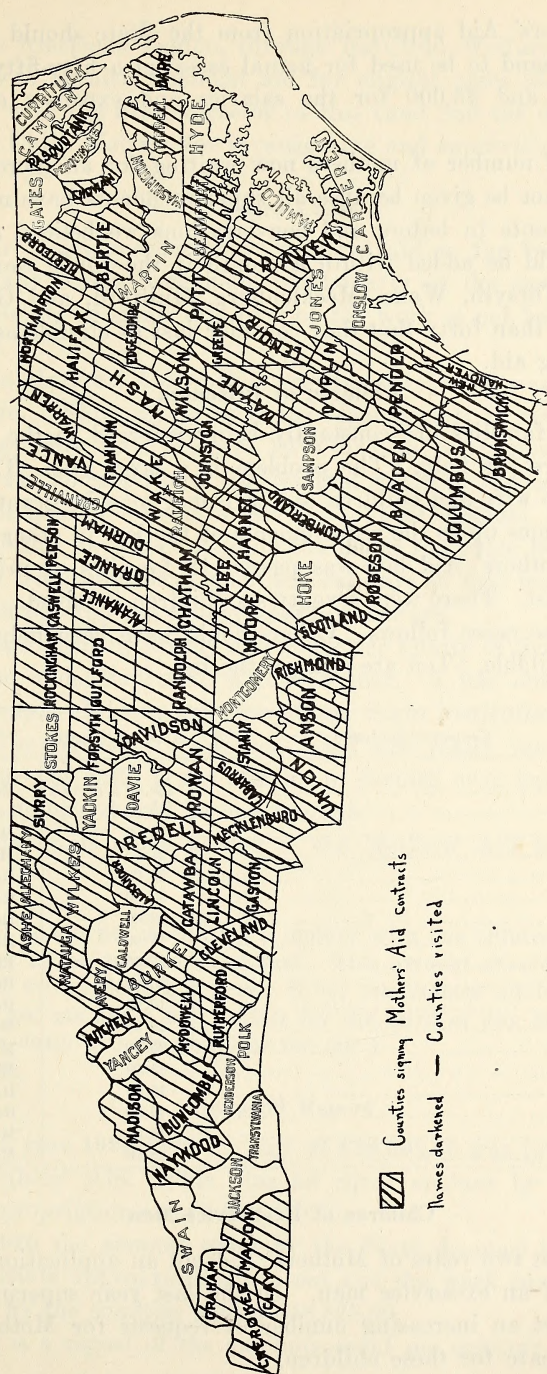 CHEROKEE
GRAHAM
CLAY
MACON
SWAIN
JACKSON
HAYWOOD
TRANSYLVANIA
MADISON
BUNCOMBE
HENDERSON
YANCEY
MITCHELL
AVERY
MCDOWELL
RUTHERFORD
POLK
ASHE
ALLEGHANY
WATAUGA
WILKES
CALDWELL
BURKE
CLEVELAND
ALEXANDER
CATAWBA
LINCOLN
GASTON
SURRY
YADKIN
IREDELL
DAVIE
ROWAN
MECKLENBURG
CABARRUS
STOKES
FORSYTH
DAVIDSON
STANLY
UNION
ANSON
ROCKINGHAM
GUILFORD
RANDOLPH
MONTGOMERY
RICHMOND
CASWELL
ALAMANCE
CHATHAM
MOORE
SCOTLAND
HOKE
PERSON
ORANGE
DURHAM
LEE
HARNETT
CUMBERLAND
ROBESON
GRANVILLE
VANCE
WARREN
FRANKLIN
WAKE
RALEIGH
JOHNSTON
SAMPSON
BLADEN
COLUMBUS
BRUNSWICK
NORTHAMPTON
HALIFAX
NASH
EDGECOMBE
WILSON
WAYNE
GREENE
LENOIR
DUPLIN
PENDER
NEW HANOVER
HERTFORD
BERTIE
MARTIN
PITT
BEAUFORT
CRAVEN
JONES
ONSLOW
CARTERET
PAMLICO
GATES
CURRITUCK
CAMDEN
PASQUOTANK
PERQUIMANS
CHOWAN
WASHINGTON
TYRRELL
DARE
HYDE
Counties signing Mothers' Aid contracts
Names darkened — Counties visited